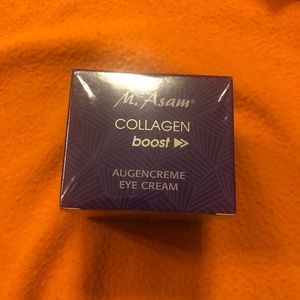 M. Asam®
COLLAGEN
boost
AUGENCREME
EYE CREAM